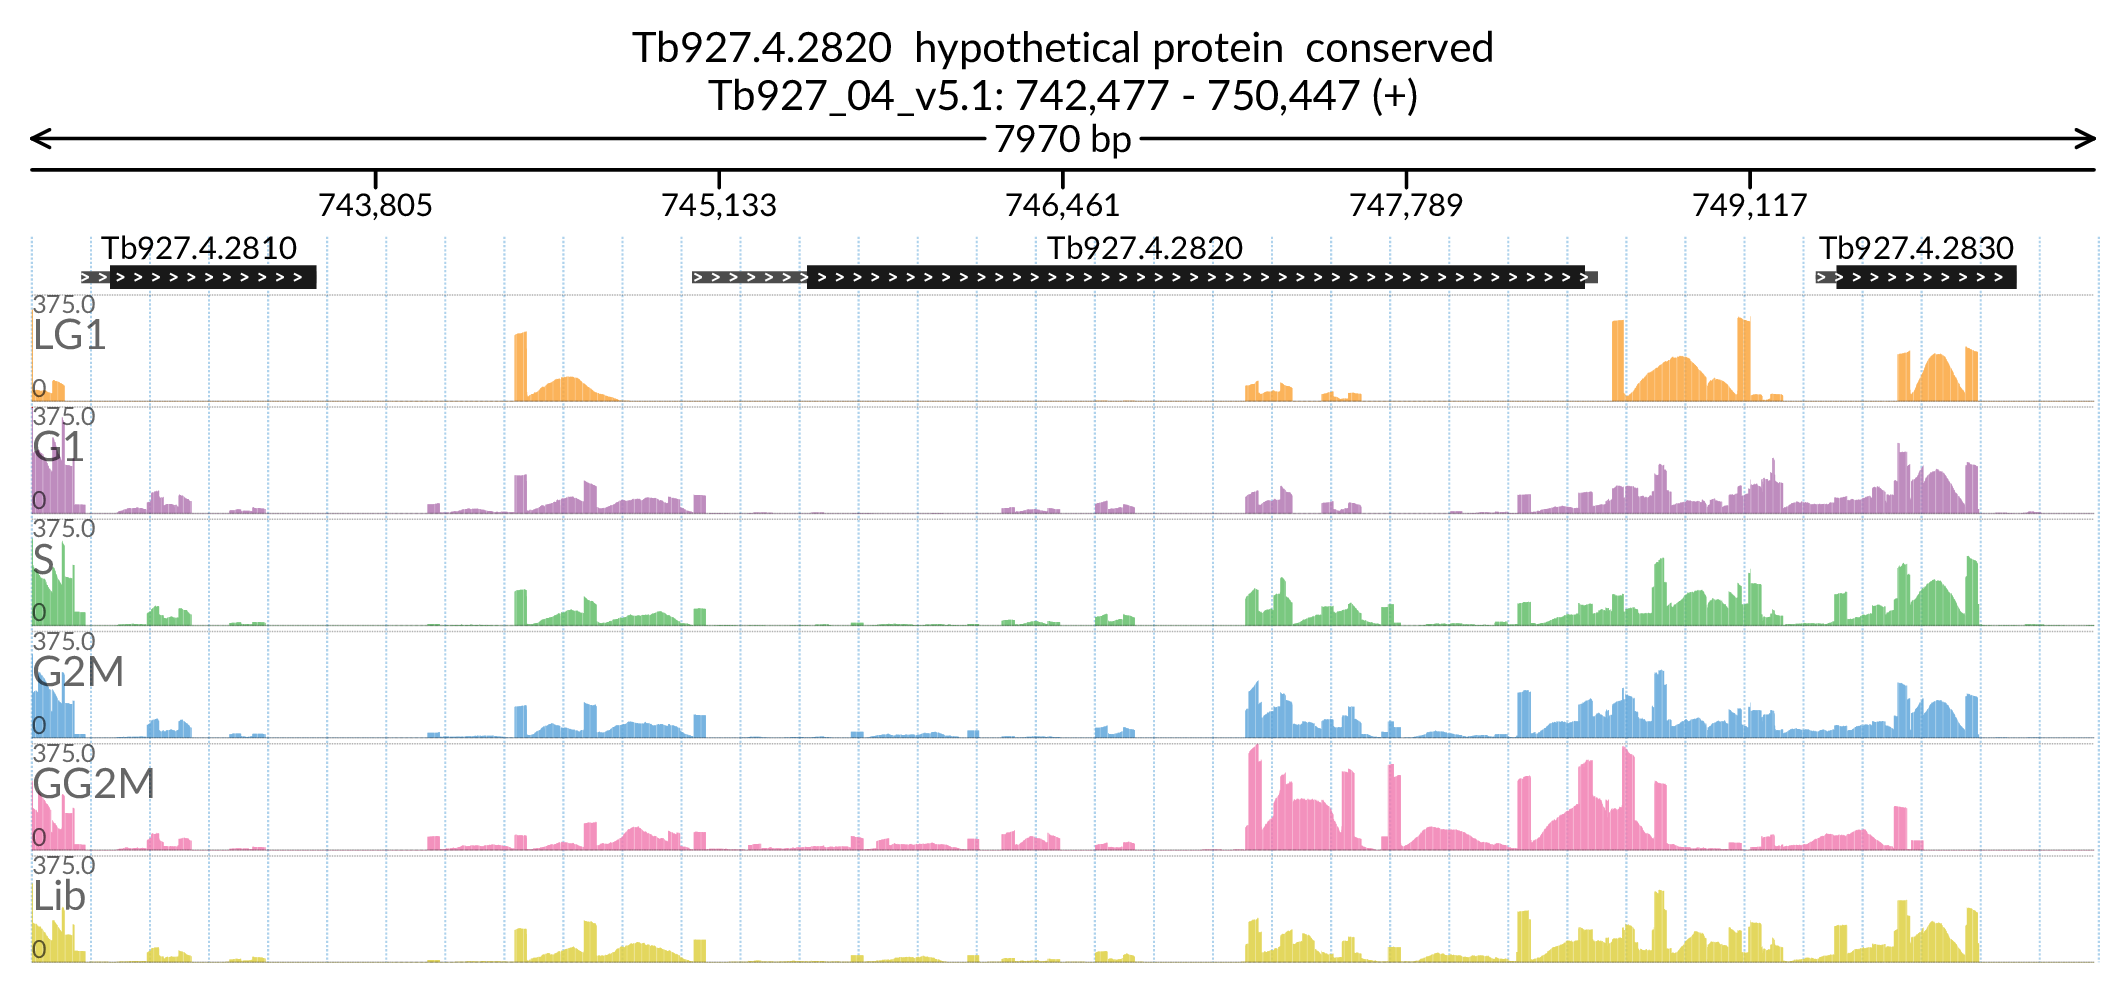 Tb927.4.2820 hypothetical protein conserved
Tb927_04_v5.1: 742,477 - 750,447 (+)
7970 bp
743,805 745,133 746,461 747,789 749,117
Tb927.4.2810 Tb927.4.2820 Tb927.4.2830
375.0
LG1
0
375.0
G1
0
375.0
S
0
375.0
G2M
0
375.0
GG2M
0
375.0
Lib
0